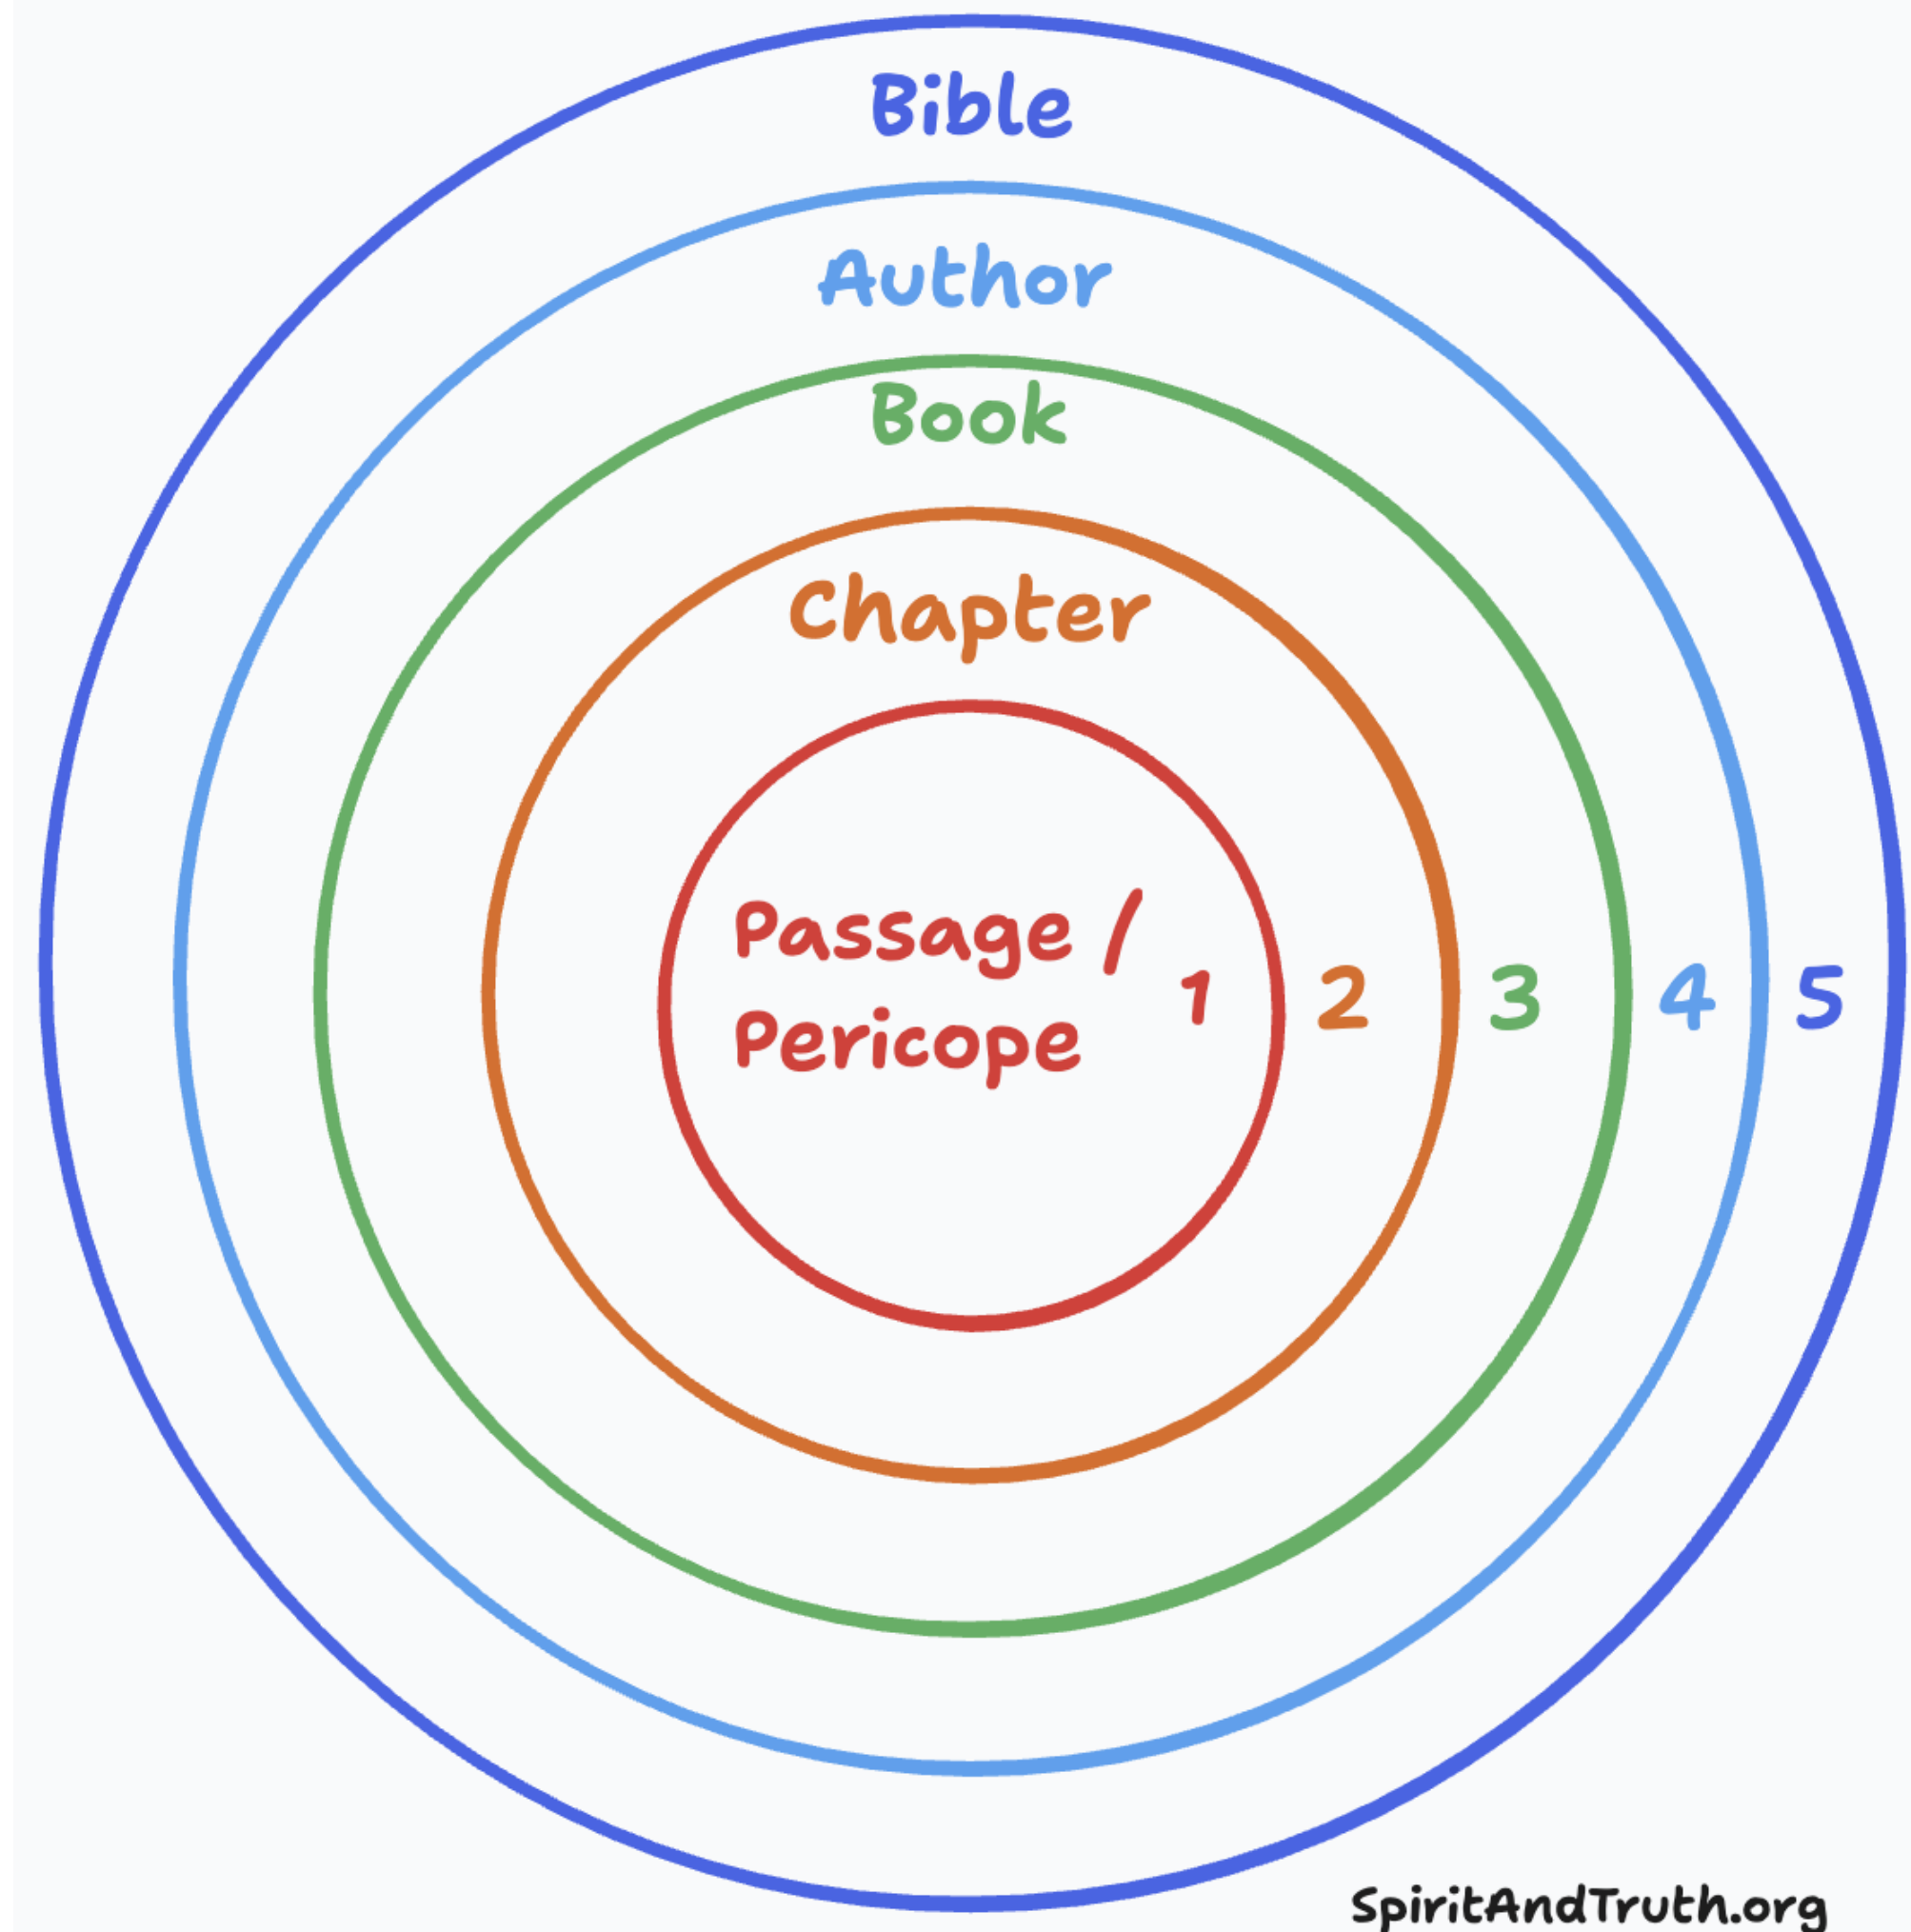 Bible
Author
Book
Chapter
Passage /
Pericope
1 2 3 4 5
SpiritAndTruth.org